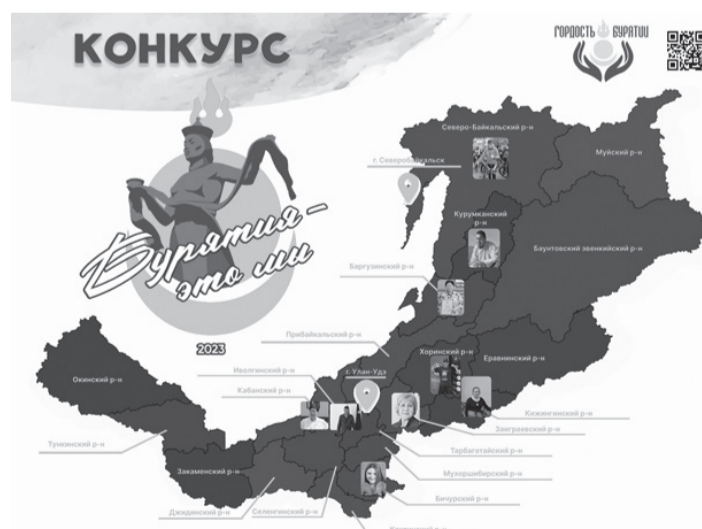 КОНКУРС
ГОРДОСТЬ БУРЯТИИ
Северо-Байкальский р-н
Муйский р-н
г. Северобайкальск
Курумканский
р-н
Баунтовский эвенкийский р-н
Баргузинский р-н
Бурятия-
это мы
Прибайкальский р-н
2023
Хоринский р-н
Еравнинский р-н
Иволгинский р-н
г. Улан-Удэ
Окинский р-н
Кабанский р-н
Кижингинский р-н
Заиграевский р-н
Тункинский р-н
Тарбагатайский р-н
Закаменский р-н
Мухоршибирский р-н
Бичурский р-н
Джидинский р-н
Селенгинский р-н